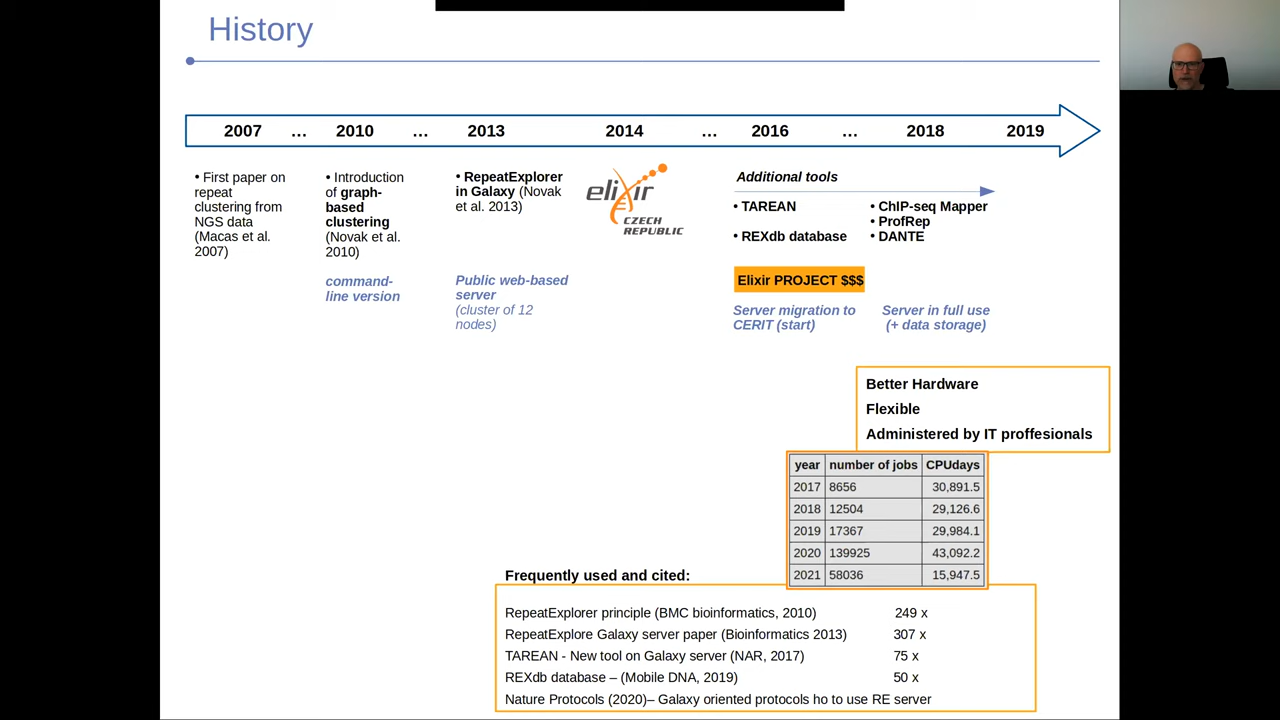 History
2007 ... 2010 ... 2013 2014 ... 2016 ... 2018 2019
• First paper on
repeat
clustering from
NGS data
(Macas et al.
2007)
• Introduction
of graph-
based
clustering
(Novak et al.
2010)
command-
line version
• RepeatExplorer
in Galaxy (Novak
et al. 2013)
Public web-based
server
(cluster of 12
nodes)
elixir
CZECH
REPUBLIC
Additional tools
• TAREAN
• REXdb database
• ChIP-seq Mapper
• ProfRep
• DANTE
Elixir PROJECT $$$
Server migration to
CERIT (start)
Server in full use
(+ data storage)
Better Hardware
Flexible
Administered by IT proffesionals
year number of jobs CPUdays
2017 8656 30,891.5
2018 12504 29,126.6
2019 17367 29,984.1
2020 139925 43,092.2
2021 58036 15,947.5
Frequently used and cited:
RepeatExplorer principle (BMC bioinformatics, 2010) 249 x
RepeatExplore Galaxy server paper (Bioinformatics 2013) 307 x
TAREAN - New tool on Galaxy server (NAR, 2017) 75 x
REXdb database – (Mobile DNA, 2019) 50 x
Nature Protocols (2020)– Galaxy oriented protocols ho to use RE server